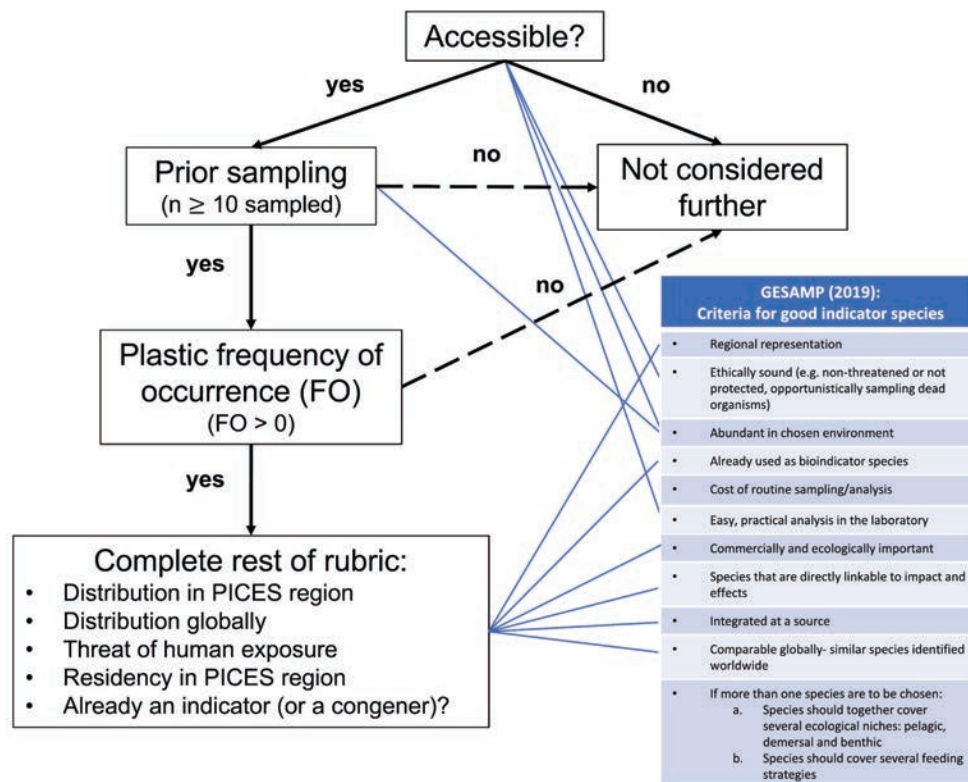 Accessible?
yes
no
Prior sampling
(n ≥ 10 sampled)
no
Not considered
further
yes
no
Plastic frequency of
occurrence (FO)
(FO > 0)
yes
Complete rest of rubric:
• Distribution in PICES region
• Distribution globally
• Threat of human exposure
• Residency in PICES region
• Already an indicator (or a congener)?
GESAMP (2019):
Criteria for good indicator species
• Regional representation
• Ethically sound (e.g. non-threatened or not
protected, opportunistically sampling dead
organisms)
• Abundant in chosen environment
• Already used as bioindicator species
• Cost of routine sampling/analysis
• Easy, practical analysis in the laboratory
• Commercially and ecologically important
• Species that are directly linkable to impact and
effects
• Integrated at a source
• Comparable globally- similar species identified
worldwide
• If more than one species are to be chosen:
a. Species should together cover
several ecological niches: pelagic,
demersal and benthic
b. Species should cover several feeding
strategies